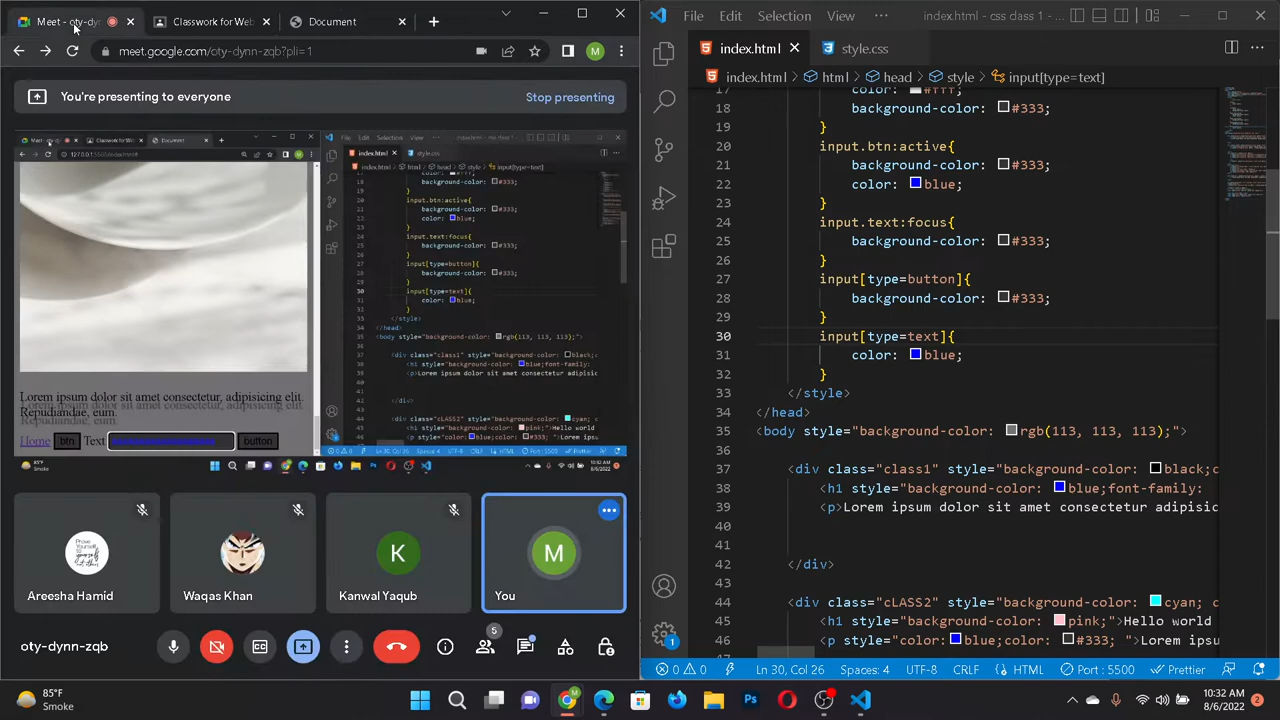 Meet - oty-dynn
Classwork for Web
Document
meet.google.com/oty-dynn-zqb?pli=1
You're presenting to everyone
Stop presenting
Lorem ipsum dolor sit amet consectetur, adipisicing elit.
Repudiandae, eum.
Home btn Text button
Areesha Hamid
Waqas Khan
K
Kanwal Yaqub
M
You
oty-dynn-zqb
5
File Edit Selection View ··· index.html - css class 1 - ...
index.html
style.css
index.html > html > head > style > input[type=text]
17 color: #fff;
18 background-color: #333;
19 }
20 input.btn:active{
21 background-color: #333;
22 color: blue;
23 }
24 input.text:focus{
25 background-color: #333;
26 }
27 input[type=button]{
28 background-color: #333;
29 }
30 input[type=text]{
31 color: blue;
32 }
33 </style>
34 </head>
35 <body style="background-color: rgb(113, 113, 113);">
36
37 <div class="class1" style="background-color: black;c
38 <h1 style="background-color: blue;font-family:
39 <p>Lorem ipsum dolor sit amet consectetur adipisic
40
41
42 </div>
43
44 <div class="cLASS2" style="background-color: cyan; c
45 <h1 style="background-color: pink;">Hello world
46 <p style="color: blue;color: #333; ">Lorem ipsu
0 0 Ln 30, Col 26 Spaces: 4 UTF-8 CRLF HTML Port : 5500 Prettier
85°F
Smoke
10:32 AM
8/6/2022